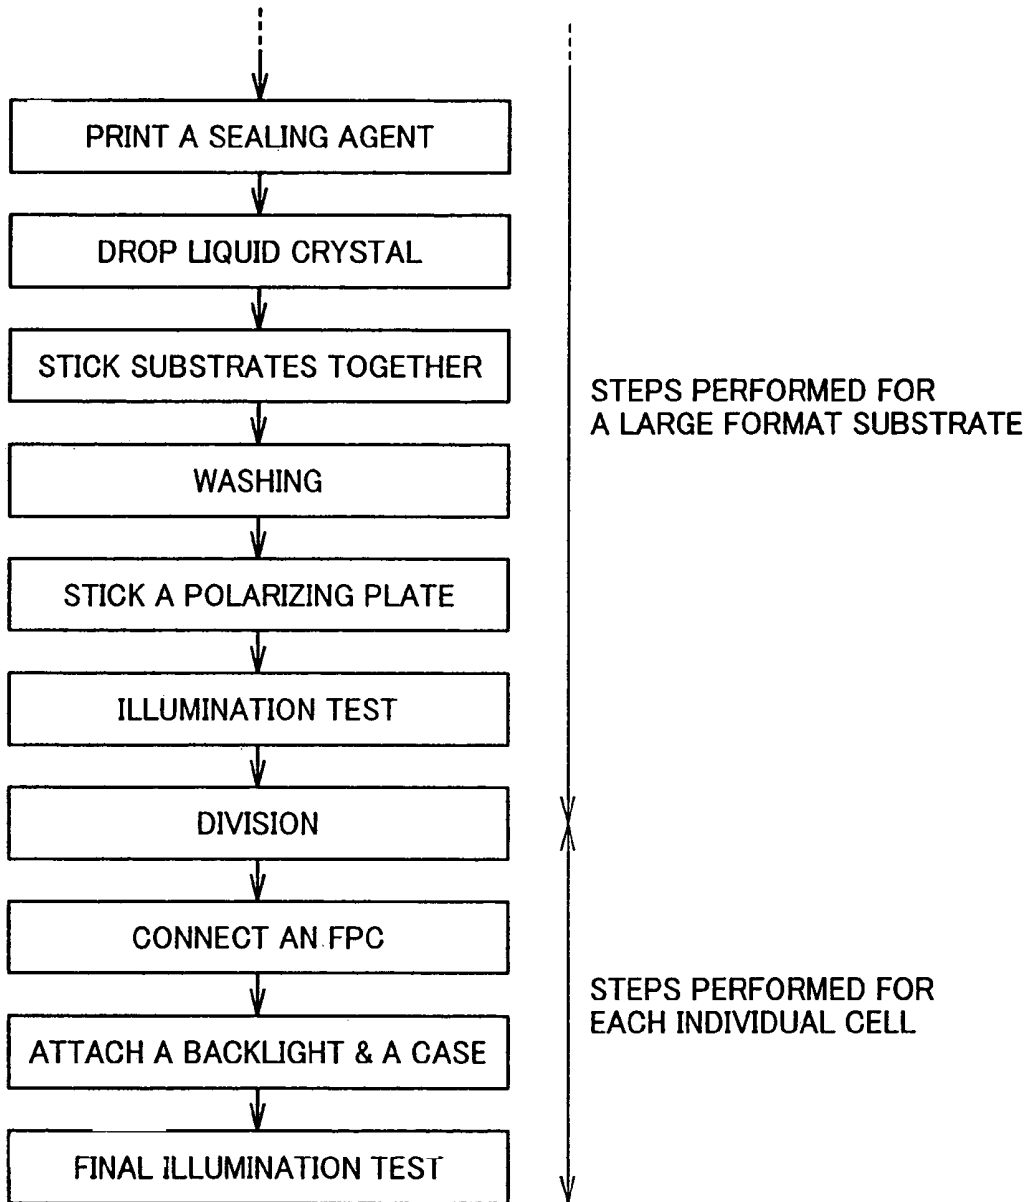 PRINT A SEALING AGENT
DROP LIQUID CRYSTAL
STICK SUBSTRATES TOGETHER
WASHING
STICK A POLARIZING PLATE
ILLUMINATION TEST
DIVISION
CONNECT AN FPC
ATTACH A BACKLIGHT & A CASE
FINAL ILLUMINATION TEST
STEPS PERFORMED FOR
A LARGE FORMAT SUBSTRATE
STEPS PERFORMED FOR
EACH INDIVIDUAL CELL